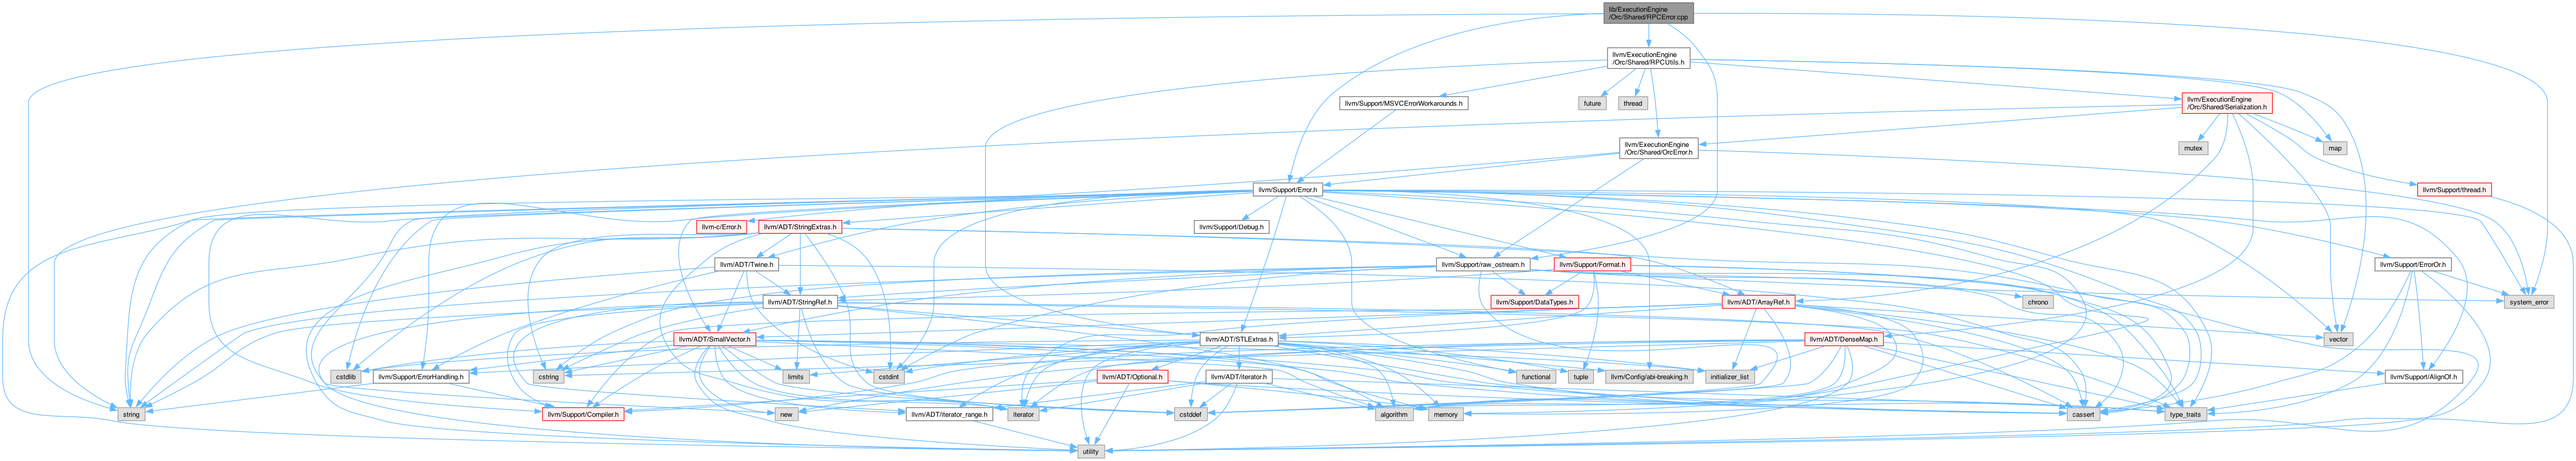 lib/ExecutionEngine
/Orc/Shared/RPCError.cpp
llvm/ExecutionEngine
/Orc/Shared/RPCUtils.h
llvm/Support/MSVCErrorWorkarounds.h
future
thread
llvm/ExecutionEngine
/Orc/Shared/Serialization.h
llvm/ExecutionEngine
/Orc/Shared/OrcError.h
mutex
map
llvm/Support/Error.h
llvm/Support/thread.h
llvm-c/Error.h
llvm/ADT/StringExtras.h
llvm/Support/Debug.h
llvm/ADT/Twine.h
llvm/Support/raw_ostream.h
llvm/Support/Format.h
llvm/Support/ErrorOr.h
llvm/ADT/StringRef.h
llvm/Support/DataTypes.h
llvm/ADT/ArrayRef.h
chrono
system_error
llvm/ADT/SmallVector.h
llvm/ADT/STLExtras.h
llvm/ADT/DenseMap.h
vector
cstdlib
llvm/Support/ErrorHandling.h
cstring
limits
cstdint
llvm/ADT/Optional.h
llvm/ADT/iterator.h
functional
tuple
llvm/Config/abi-breaking.h
initializer_list
llvm/Support/AlignOf.h
string
llvm/Support/Compiler.h
new
llvm/ADT/iterator_range.h
iterator
cstddef
algorithm
memory
cassert
type_traits
utility